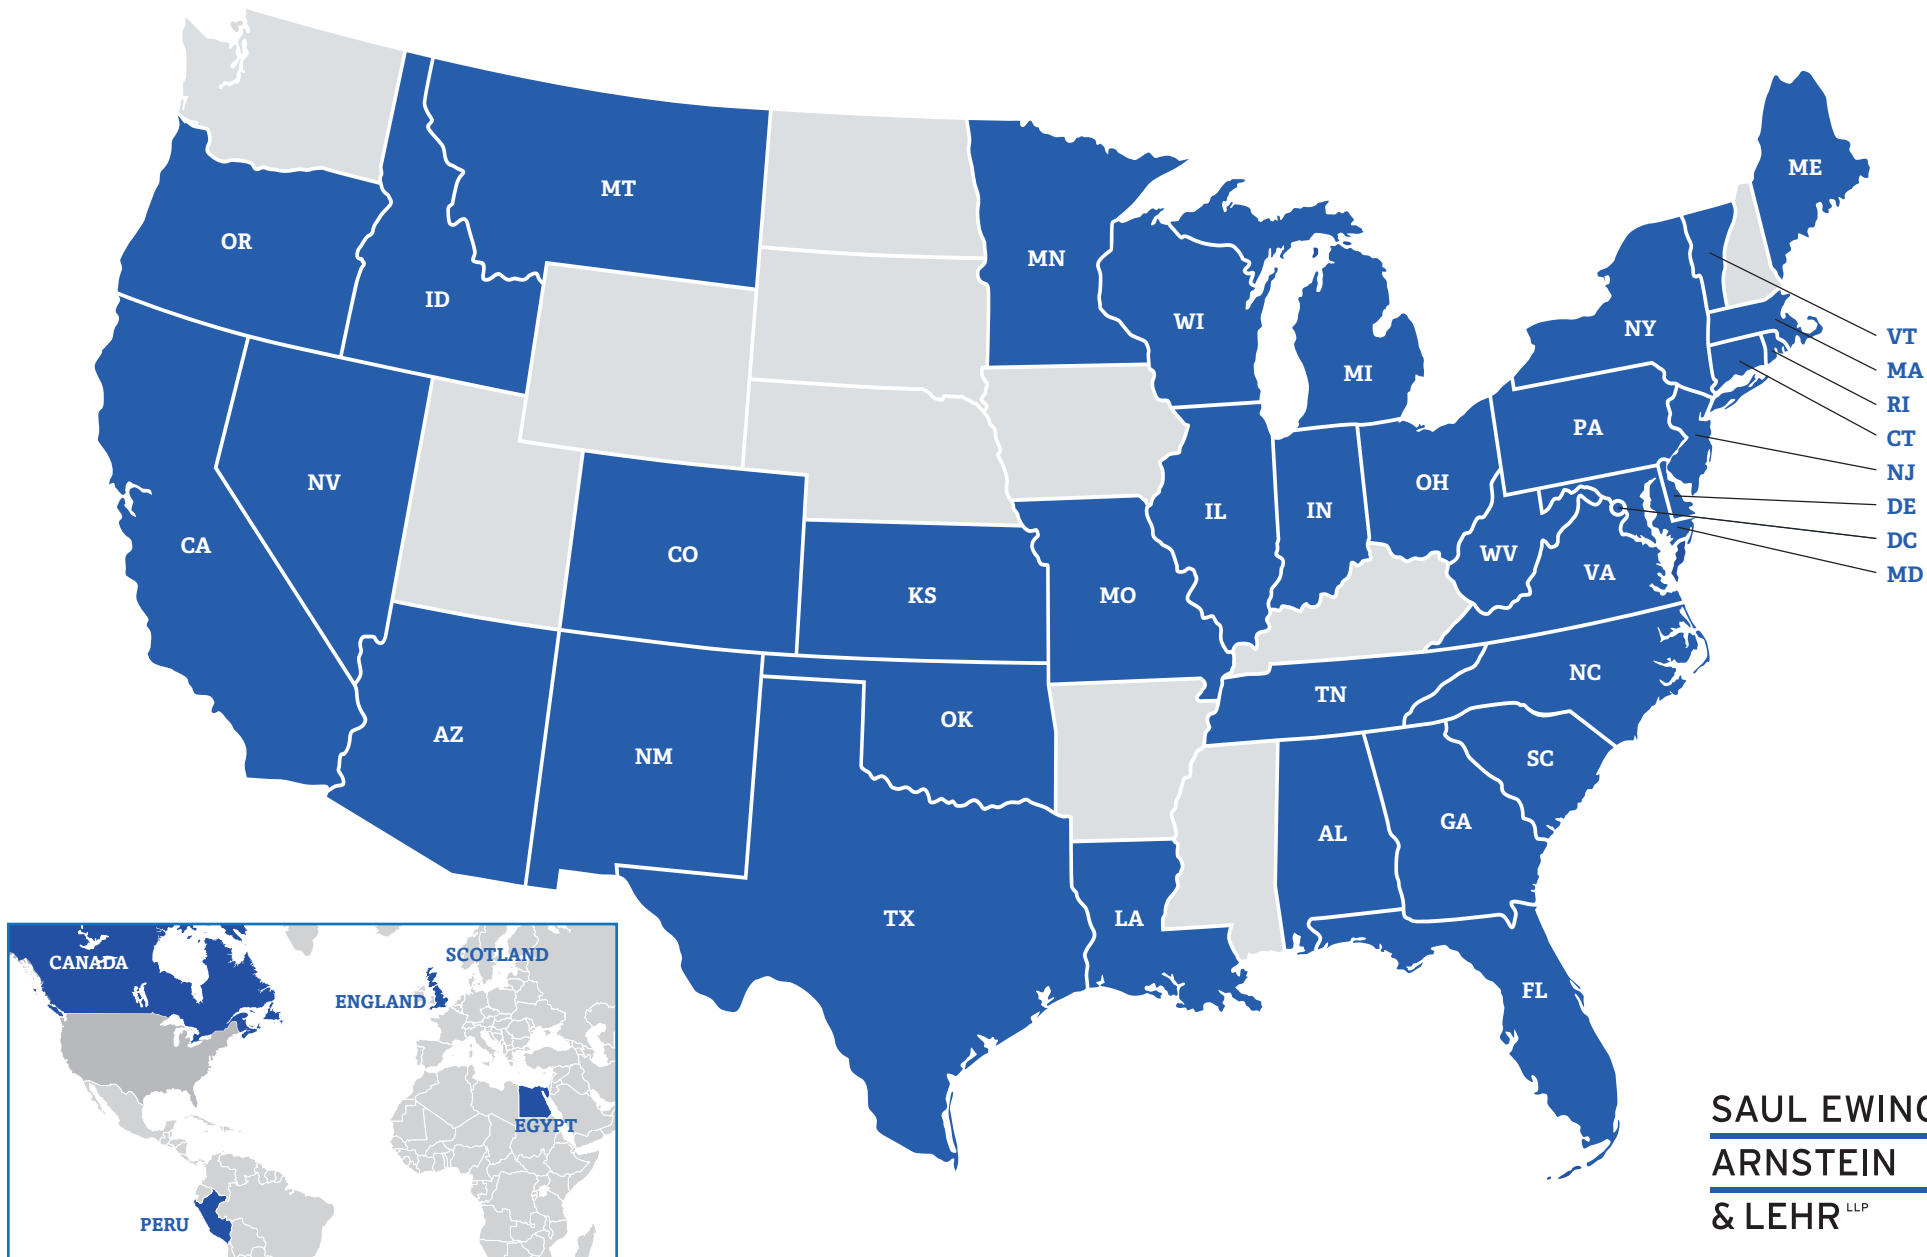 ME
MT
OR
MN
ID
WI
NY
VT
MI
MA
RI
PA
CT
NJ
NV
OH
DE
IL
IN
DC
CA
CO
WV
VA
MD
KS
MO
NC
TN
OK
AZ
NM
SC
GA
AL
TX
LA
FL
CANADA
SCOTLAND
ENGLAND
EGYPT
PERU
SAUL EWING
ARNSTEIN
& LEHR LLP